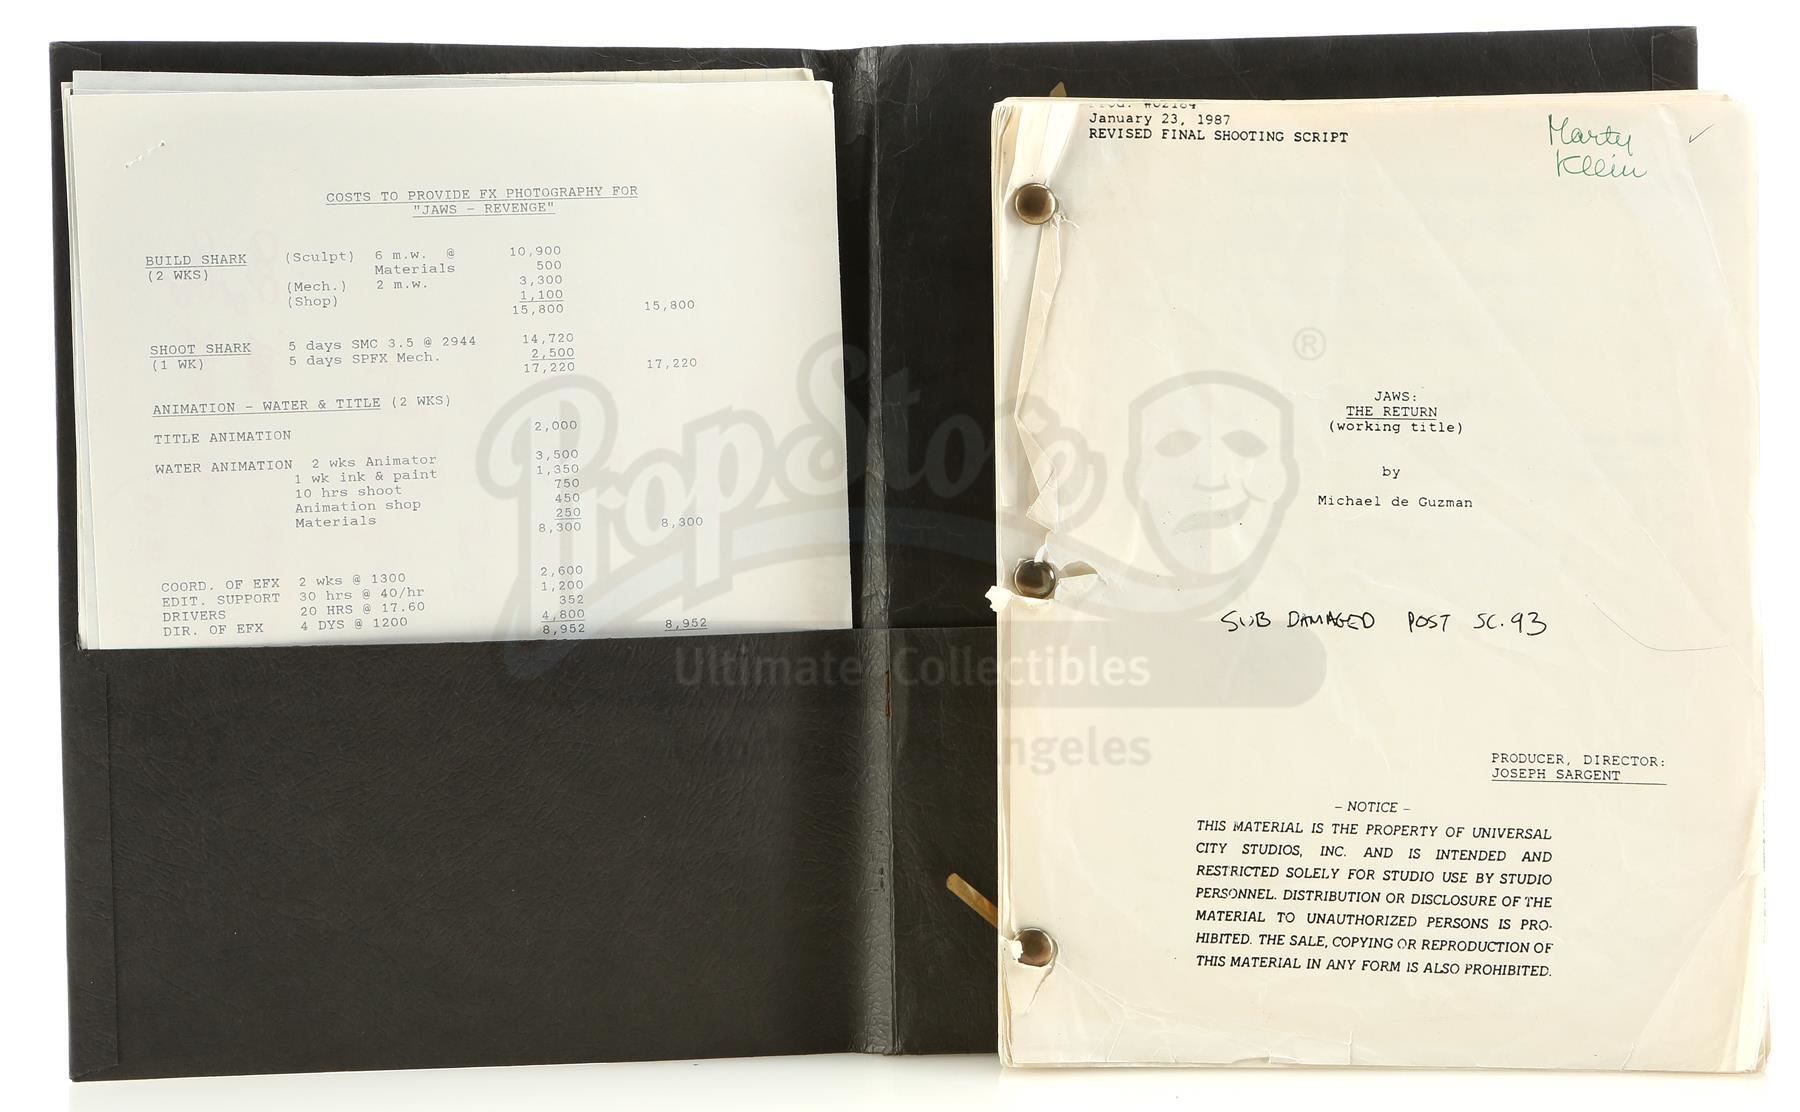 COSTS TO PROVIDE FX PHOTOGRAPHY FOR
"JAWS - REVENGE"
BUILD SHARK (Sculpt) 6 m.w. @ 10,900
(2 WKS) Materials 500
(Mech.) 2 m.w. 3,300
(Shop) 1,100
15,800 15,800
SHOOT SHARK 5 days SMC 3.5 @ 2944 14,720
(1 WK) 5 days SPFX Mech. 2,500
17,220 17,220
ANIMATION - WATER & TITLE (2 WKS)
TITLE ANIMATION 2,000
WATER ANIMATION 2 wks Animator 3,500
1 wk ink & paint 1,350
10 hrs shoot 750
Animation shop 450
Materials 250
8,300 8,300
COORD. OF EFX 2 wks @ 1300 2,600
EDIT. SUPPORT 30 hrs @ 40/hr 1,200
DRIVERS 20 HRS @ 17.60 352
DIR. OF EFX 4 DYS @ 1200 4,800
8,952 8,952
January 23, 1987
REVISED FINAL SHOOTING SCRIPT
Marty
Klein
JAWS:
THE RETURN
(working title)
by
Michael de Guzman
SUB DAMAGED POST SC. 93
PRODUCER, DIRECTOR:
JOSEPH SARGENT
- NOTICE -
THIS MATERIAL IS THE PROPERTY OF UNIVERSAL
CITY STUDIOS, INC. AND IS INTENDED AND
RESTRICTED SOLELY FOR STUDIO USE BY STUDIO
PERSONNEL. DISTRIBUTION OR DISCLOSURE OF THE
MATERIAL TO UNAUTHORIZED PERSONS IS PRO-
HIBITED. THE SALE, COPYING OR REPRODUCTION OF
THIS MATERIAL IN ANY FORM IS ALSO PROHIBITED.
PropStore ®
Ultimate Collectibles